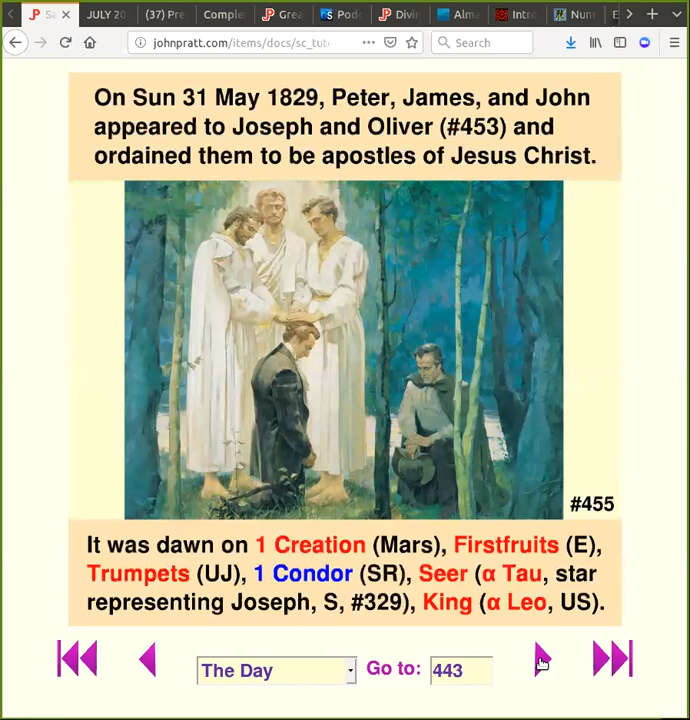 Sa
JULY 20
(37) Pre
Comple
Grea
Pode
Divin
Alma
Intro
Num
E
johnpratt.com/items/docs/sc_tut
Search
On Sun 31 May 1829, Peter, James, and John
appeared to Joseph and Oliver (#453) and
ordained them to be apostles of Jesus Christ.
#455
It was dawn on 1 Creation (Mars), Firstfruits (E),
Trumpets (UJ), 1 Condor (SR), Seer (α Tau, star
representing Joseph, S, #329), King (α Leo, US).
The Day
Go to:
443